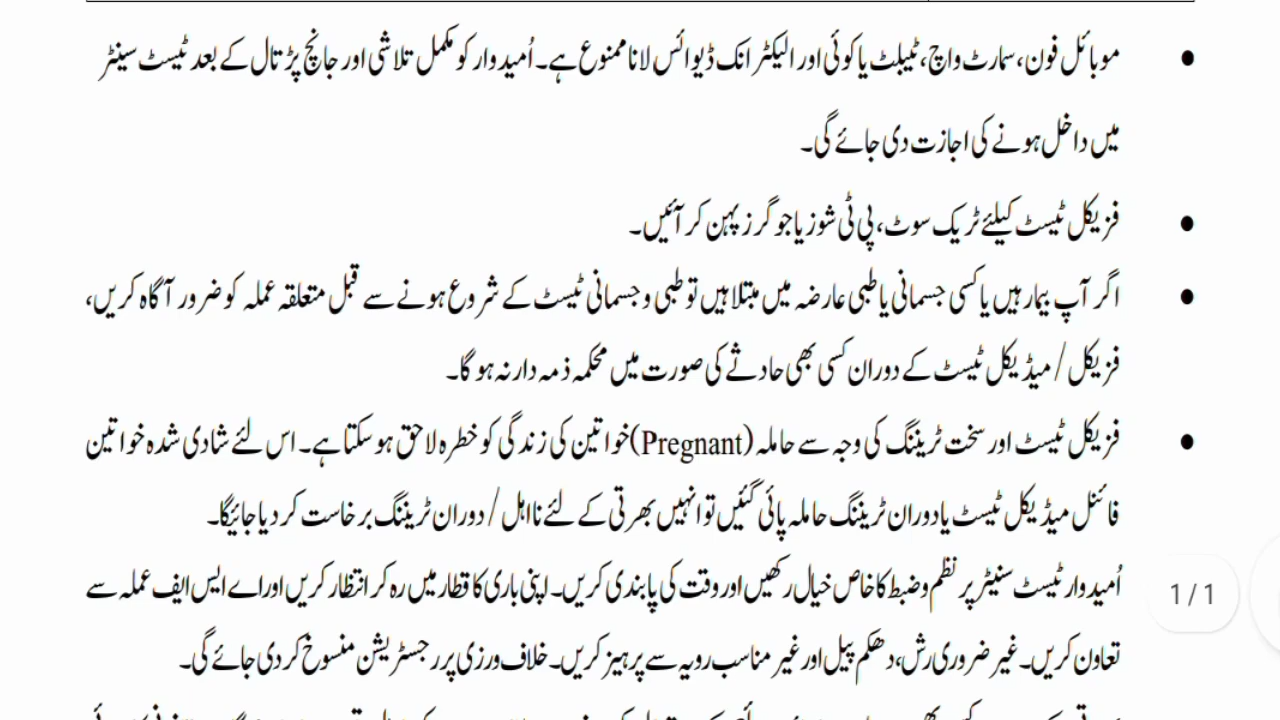 موبائل فون، سمارٹ واچ، ٹیبلٹ یا کوئی اور الیکٹرانک ڈیوائس لانا ممنوع ہے۔ اُمیدوار کو مکمل تلاشی اور جانچ پڑتال کے بعد ٹیسٹ سینٹر
میں داخل ہونے کی اجازت دی جائے گی۔
فزیکل ٹیسٹ کیلئے ٹریک سوٹ، پی ٹی شوز یا جوگرز پہن کر آئیں۔
اگر آپ بیمار ہیں یا کسی جسمانی یا طبی عارضہ میں مبتلا ہیں تو طبی و جسمانی ٹیسٹ کے شروع ہونے سے قبل متعلقہ عملہ کو ضرور آگاہ کریں،
فزیکل / میڈیکل ٹیسٹ کے دوران کسی بھی حادثے کی صورت میں محکمہ ذمہ دار نہ ہو گا۔
فزیکل ٹیسٹ اور سخت ٹریننگ کی وجہ سے حاملہ (Pregnant) خواتین کی زندگی کو خطرہ لاحق ہو سکتا ہے۔ اس لئے شادی شدہ خواتین
فائنل میڈیکل ٹیسٹ یا دوران ٹریننگ حاملہ پائی گئیں تو انہیں بھرتی کے لئے نااہل / دوران ٹریننگ برخاست کر دیا جائیگا۔
اُمیدوار ٹیسٹ سنیٹر پر نظم و ضبط کا خاص خیال رکھیں اور وقت کی پابندی کریں۔ اپنی باری کا قطار میں رہ کر انتظار کریں اور اے ایس ایف عملہ سے
تعاون کریں۔ غیر ضروری رش، دھکم پیل اور غیر مناسب رویہ سے پرہیز کریں۔ خلاف ورزی پر رجسٹریشن منسوخ کر دی جائے گی۔
1 / 1